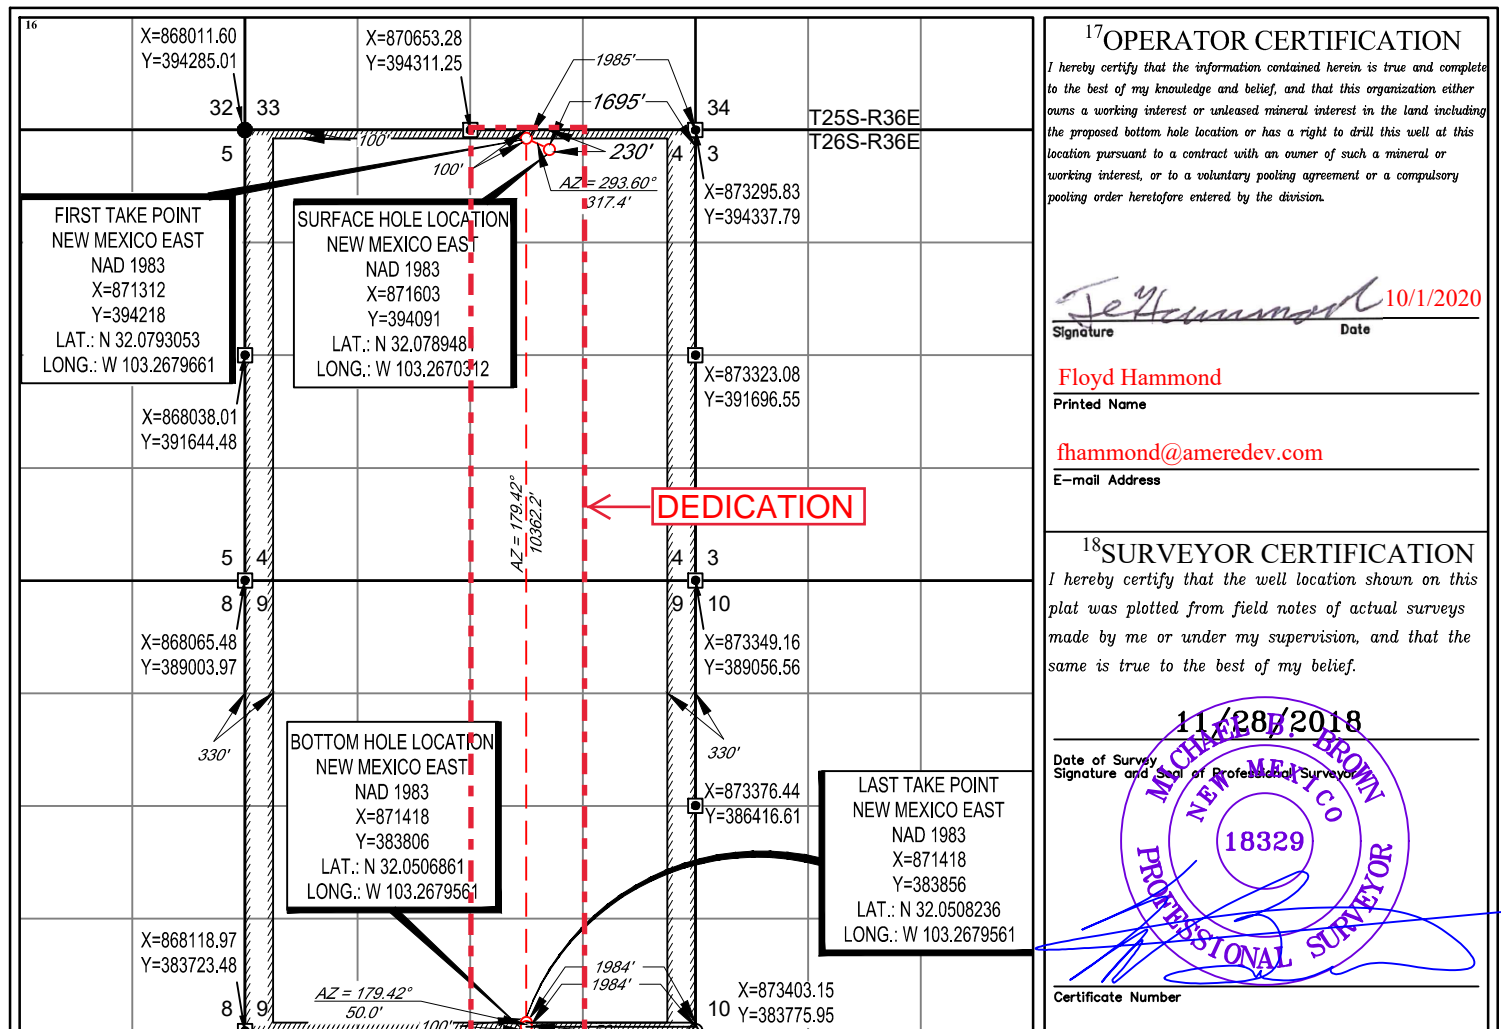 16
X=868011.60
Y=394285.01
X=870653.28
Y=394311.25
1985'
1695'
32 33
34
T25S-R36E
T26S-R36E
5
4 3
100'
100'
230'
AZ = 293.60°
317.4'
X=873295.83
Y=394337.79
FIRST TAKE POINT
NEW MEXICO EAST
NAD 1983
X=871312
Y=394218
LAT.: N 32.0793053
LONG.: W 103.2679661
SURFACE HOLE LOCATION
NEW MEXICO EAST
NAD 1983
X=871603
Y=394091
LAT.: N 32.078948
LONG.: W 103.2670312
X=868038.01
Y=391644.48
X=873323.08
Y=391696.55
DEDICATION
AZ = 179.42°
10362.2'
5 4
4 3
8 9
9 10
X=868065.48
Y=389003.97
X=873349.16
Y=389056.56
330'
330'
BOTTOM HOLE LOCATION
NEW MEXICO EAST
NAD 1983
X=871418
Y=383806
LAT.: N 32.0506861
LONG.: W 103.2679561
X=873376.44
Y=386416.61
LAST TAKE POINT
NEW MEXICO EAST
NAD 1983
X=871418
Y=383856
LAT.: N 32.0508236
LONG.: W 103.2679561
X=868118.97
Y=383723.48
1984'
1984'
X=873403.15
Y=383775.95
AZ = 179.42°
50.0'
100'
8 9
10
17 OPERATOR CERTIFICATION
I hereby certify that the information contained herein is true and complete
to the best of my knowledge and belief, and that this organization either
owns a working interest or unleased mineral interest in the land including
the proposed bottom hole location or has a right to drill this well at this
location pursuant to a contract with an owner of such a mineral or
working interest, or to a voluntary pooling agreement or a compulsory
pooling order heretofore entered by the division.
10/1/2020
Signature Date
Floyd Hammond
Printed Name
fhammond@ameredev.com
E-mail Address
18 SURVEYOR CERTIFICATION
I hereby certify that the well location shown on this
plat was plotted from field notes of actual surveys
made by me or under my supervision, and that the
same is true to the best of my belief.
11/28/2018
Date of Survey
Signature and Seal of Professional Surveyor
MICHAEL B. BROWN
NEW MEXICO
18329
PROFESSIONAL SURVEYOR
Certificate Number